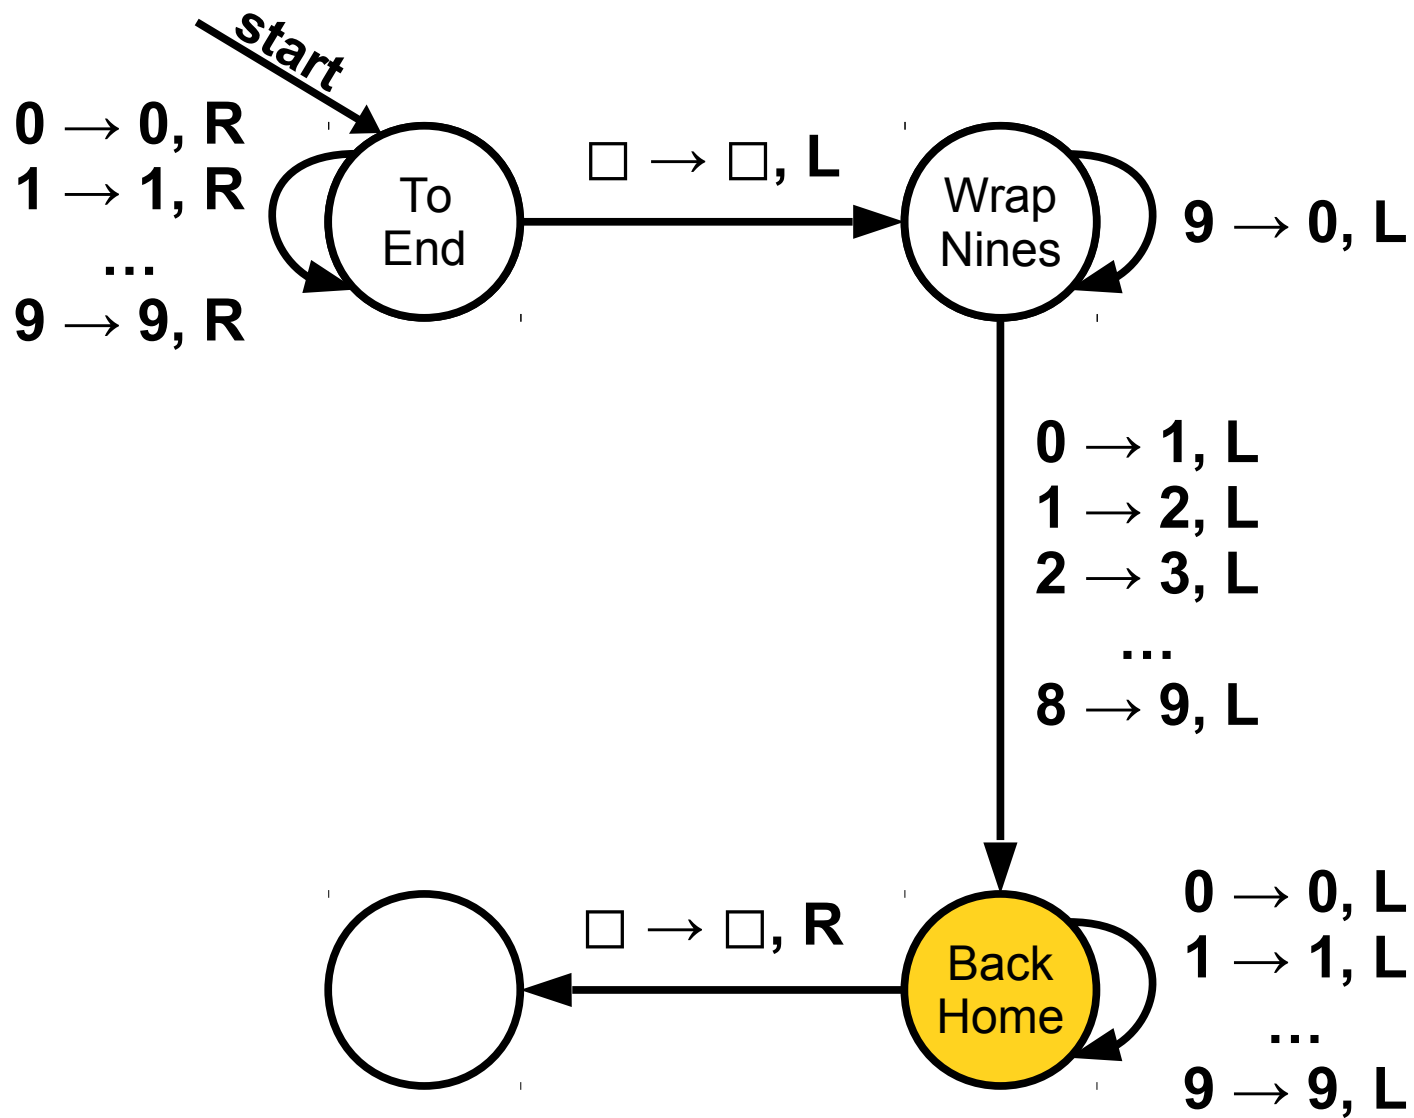 start
0 → 0, R
1 → 1, R
...
9 → 9, R
To
End
□ → □, L
Wrap
Nines
9 → 0, L
0 → 1, L
1 → 2, L
2 → 3, L
...
8 → 9, L
□ → □, R
Back
Home
0 → 0, L
1 → 1, L
...
9 → 9, L